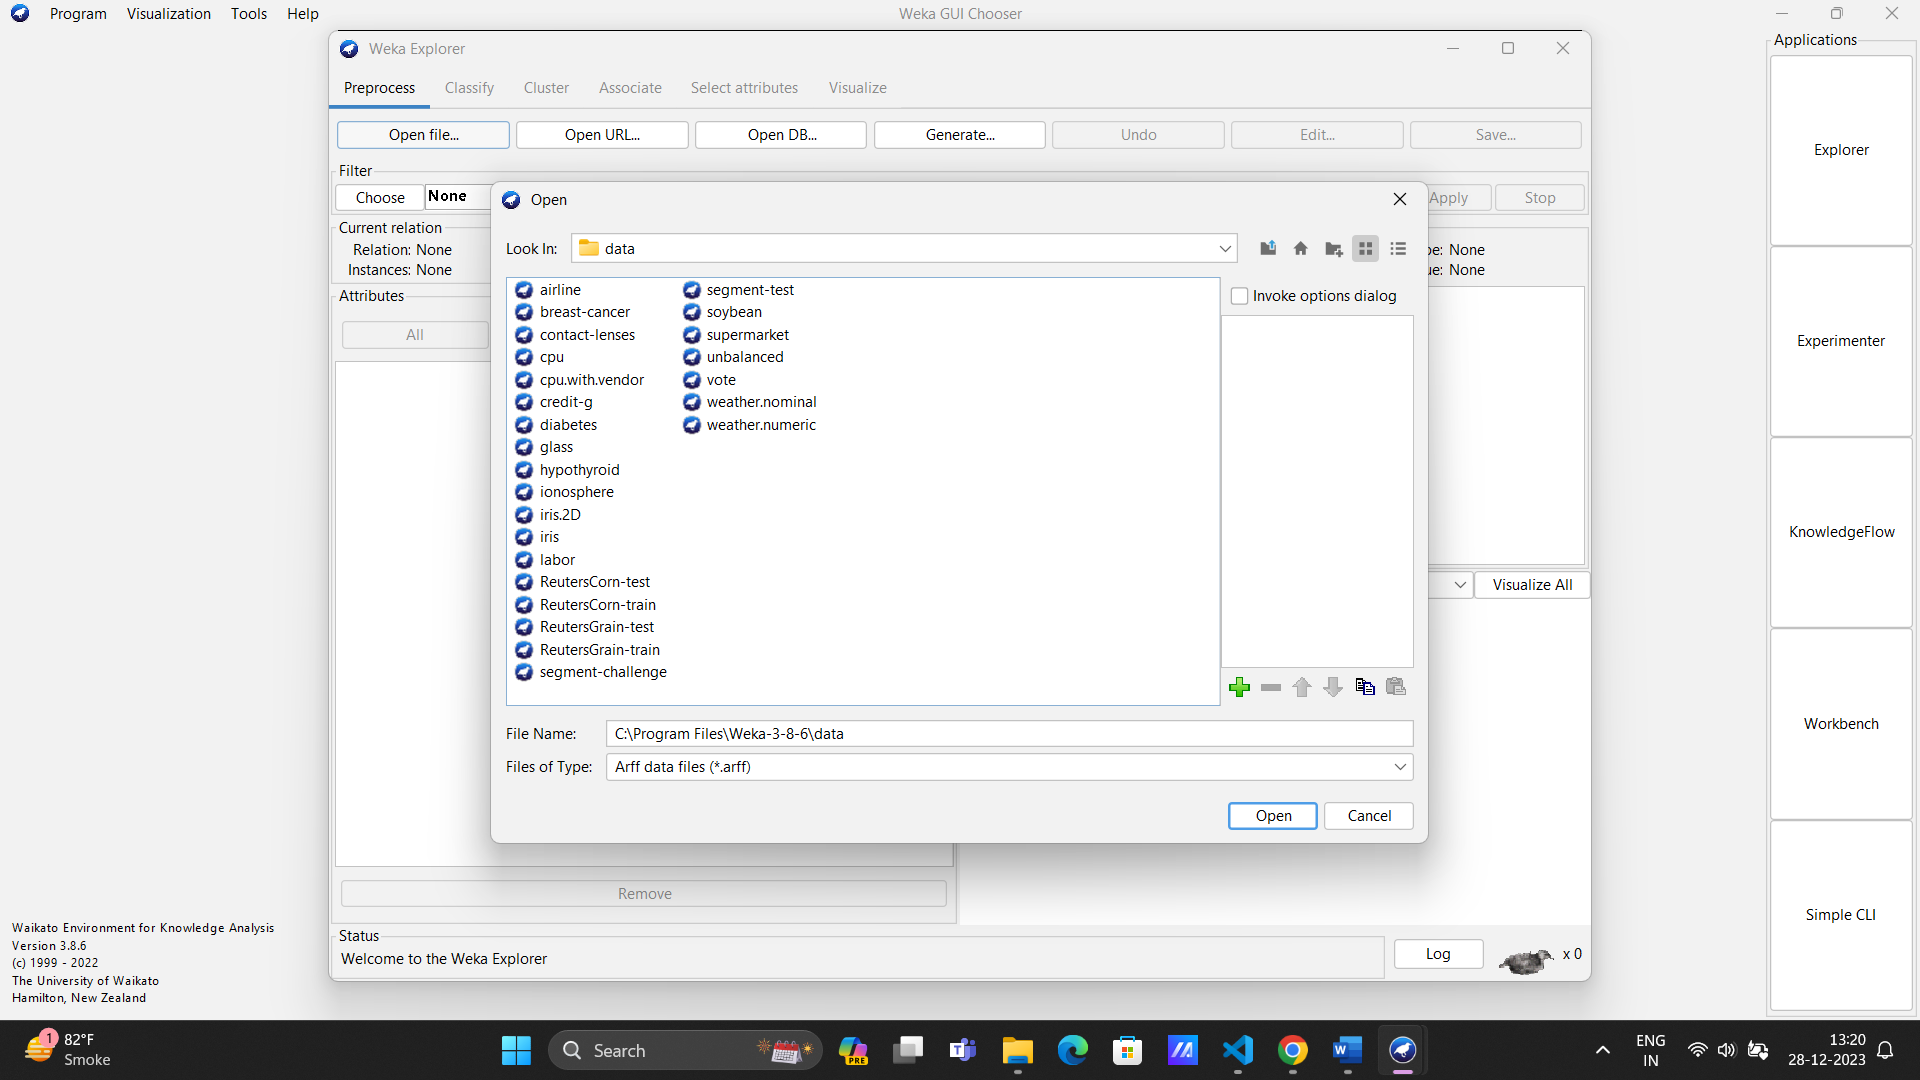 Program Visualization Tools Help
Weka GUI Chooser
Weka Explorer
Preprocess Classify Cluster Associate Select attributes Visualize
Open file... Open URL... Open DB... Generate... Undo Edit... Save...
Filter
Choose None
Apply Stop
Current relation
Relation: None
Instances: None
None
None
Attributes
All
Open
Look In: data
airline
breast-cancer
contact-lenses
cpu
cpu.with.vendor
credit-g
diabetes
glass
hypothyroid
ionosphere
iris.2D
iris
labor
ReutersCorn-test
ReutersCorn-train
ReutersGrain-test
ReutersGrain-train
segment-challenge
segment-test
soybean
supermarket
unbalanced
vote
weather.nominal
weather.numeric
Invoke options dialog
File Name: C:\Program Files\Weka-3-8-6\data
Files of Type: Arff data files (*.arff)
Open Cancel
Visualize All
Remove
Status
Welcome to the Weka Explorer
Log x 0
Applications
Explorer
Experimenter
KnowledgeFlow
Workbench
Simple CLI
Waikato Environment for Knowledge Analysis
Version 3.8.6
(c) 1999 - 2022
The University of Waikato
Hamilton, New Zealand
1
82°F
Smoke
Search
PRE
ENG
IN
13:20
28-12-2023